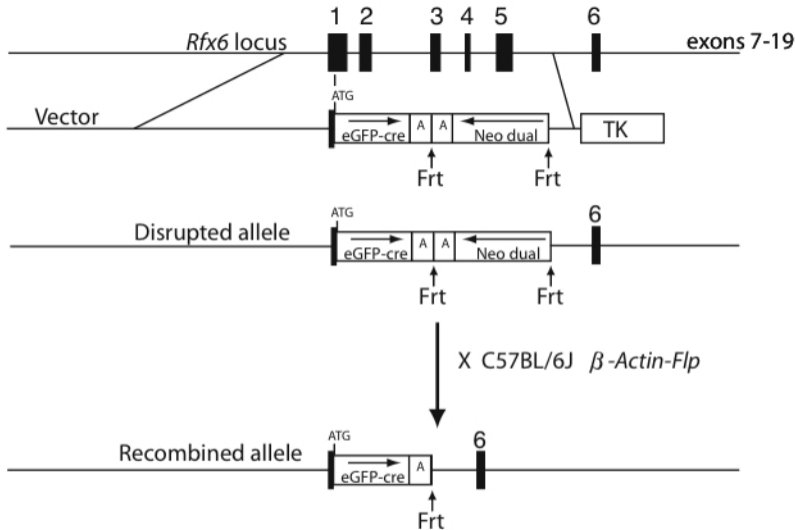 1 2 3 4 5 6
Rfx6 locus exons 7-19
ATG
Vector eGFP-cre A A Neo dual TK
Frt Frt
6
ATG
Disrupted allele eGFP-cre A A Neo dual
Frt Frt
X C57BL/6J β-Actin-Flp
ATG 6
Recombined allele eGFP-cre A
Frt